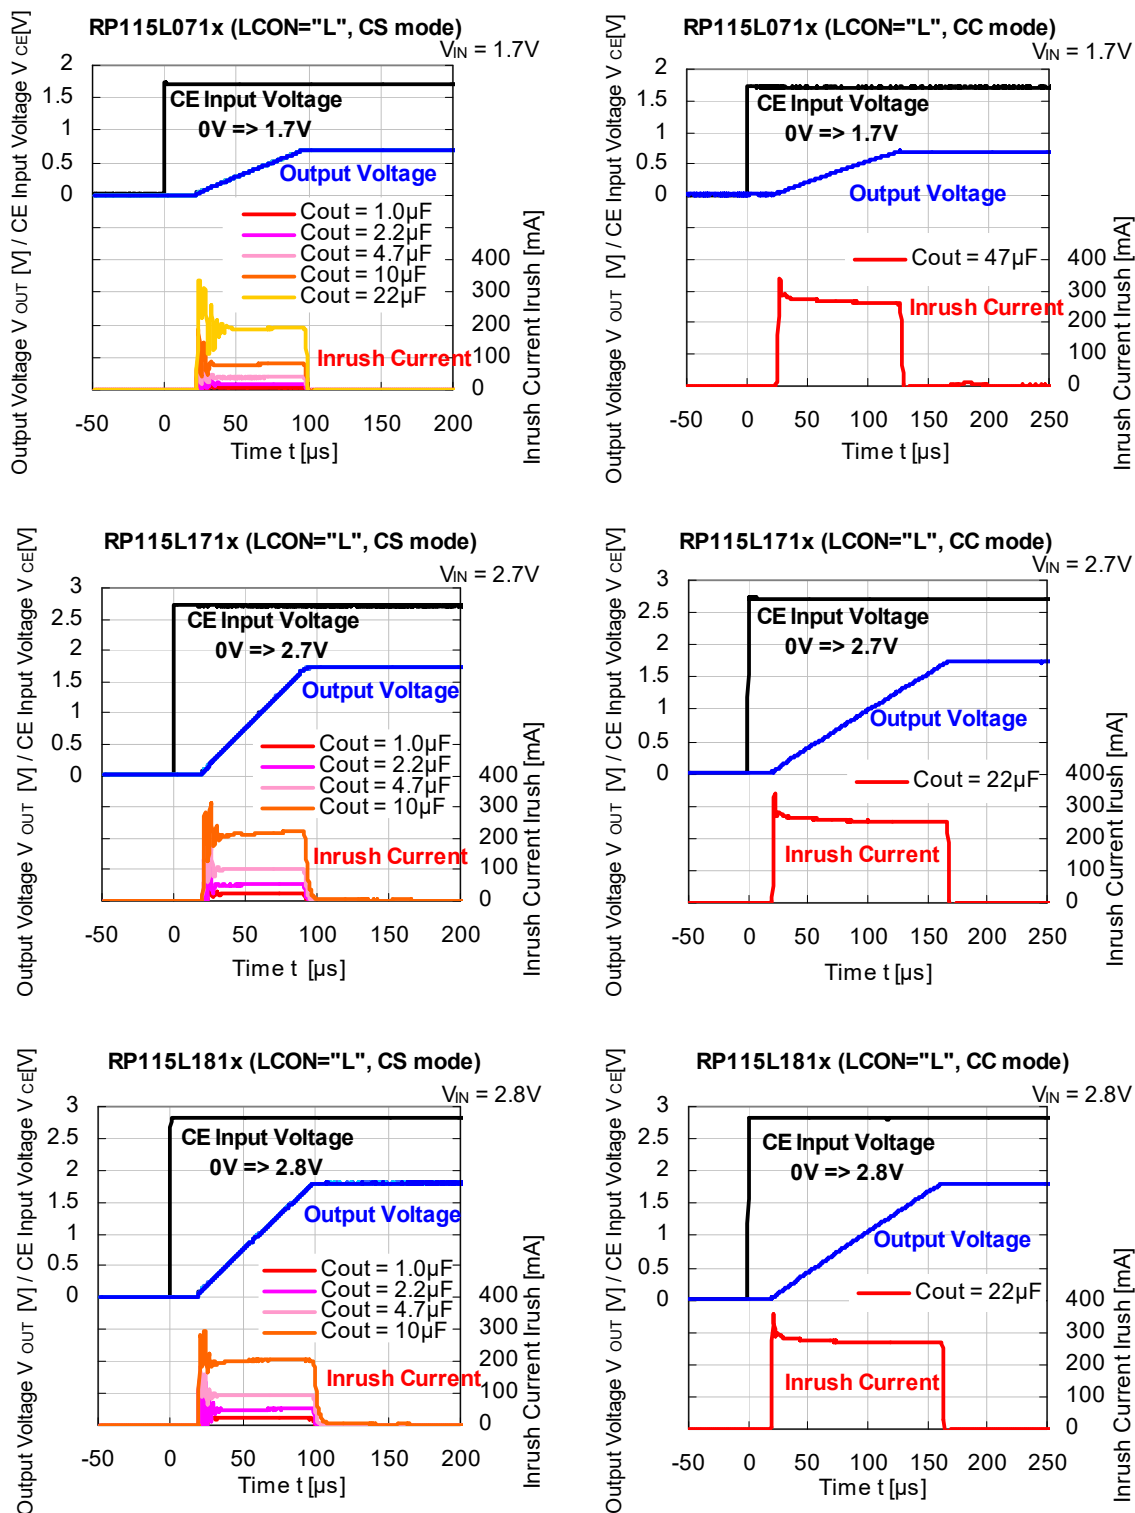 RP115L071x (LCON="L", CS mode)
VIN = 1.7V
Output Voltage V OUT [V] / CE Input Voltage V CE[V]
2
1.5
1
0.5
0
CE Input Voltage
0V => 1.7V
Output Voltage
Cout = 1.0µF
Cout = 2.2µF
Cout = 4.7µF
Cout = 10µF
Cout = 22µF
Inrush Current
400
300
200
100
0
Inrush Current Irush [mA]
-50 0 50 100 150 200
Time t [µs]
RP115L071x (LCON="L", CC mode)
VIN = 1.7V
Output Voltage V OUT [V] / CE Input Voltage V CE[V]
2
1.5
1
0.5
0
CE Input Voltage
0V => 1.7V
Output Voltage
Cout = 47µF
Inrush Current
400
300
200
100
0
Inrush Current Irush [mA]
-50 0 50 100 150 200 250
Time t [µs]
RP115L171x (LCON="L", CS mode)
VIN = 2.7V
Output Voltage V OUT [V] / CE Input Voltage V CE[V]
3
2.5
2
1.5
1
0.5
0
CE Input Voltage
0V => 2.7V
Output Voltage
Cout = 1.0µF
Cout = 2.2µF
Cout = 4.7µF
Cout = 10µF
Inrush Current
400
300
200
100
0
Inrush Current Irush [mA]
-50 0 50 100 150 200
Time t [µs]
RP115L171x (LCON="L", CC mode)
VIN = 2.7V
Output Voltage V OUT [V] / CE Input Voltage V CE[V]
3
2.5
2
1.5
1
0.5
0
CE Input Voltage
0V => 2.7V
Output Voltage
Cout = 22µF
Inrush Current
400
300
200
100
0
Inrush Current Irush [mA]
-50 0 50 100 150 200 250
Time t [µs]
RP115L181x (LCON="L", CS mode)
VIN = 2.8V
Output Voltage V OUT [V] / CE Input Voltage V CE[V]
3
2.5
2
1.5
1
0.5
0
CE Input Voltage
0V => 2.8V
Output Voltage
Cout = 1.0µF
Cout = 2.2µF
Cout = 4.7µF
Cout = 10µF
Inrush Current
400
300
200
100
0
Inrush Current Irush [mA]
-50 0 50 100 150 200
Time t [µs]
RP115L181x (LCON="L", CC mode)
VIN = 2.8V
Output Voltage V OUT [V] / CE Input Voltage V CE[V]
3
2.5
2
1.5
1
0.5
0
CE Input Voltage
0V => 2.8V
Output Voltage
Cout = 22µF
Inrush Current
400
300
200
100
0
Inrush Current Irush [mA]
-50 0 50 100 150 200 250
Time t [µs]